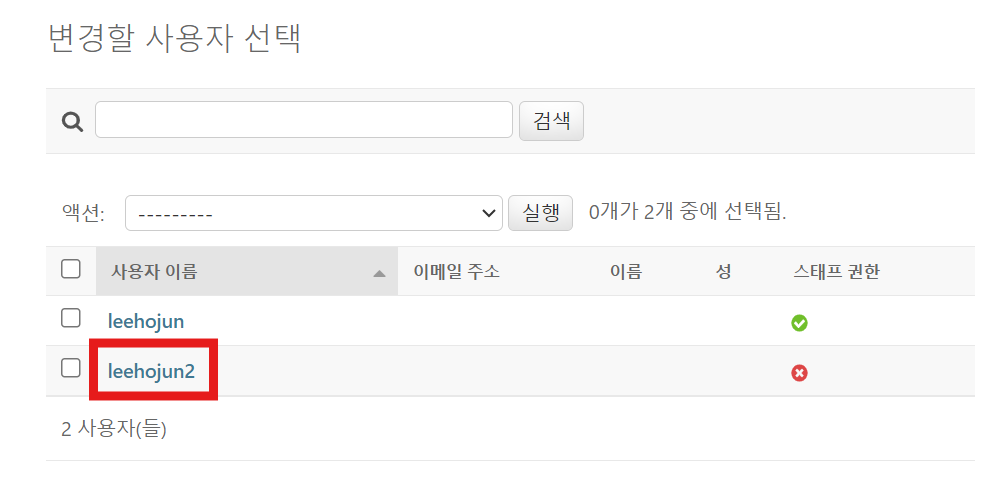 변경할 사용자 선택
검색
액션: --------- 실행 0개가 2개 중에 선택됨.
사용자 이름 이메일 주소 이름 성 스태프 권한
leehojun
leehojun2
2 사용자(들)